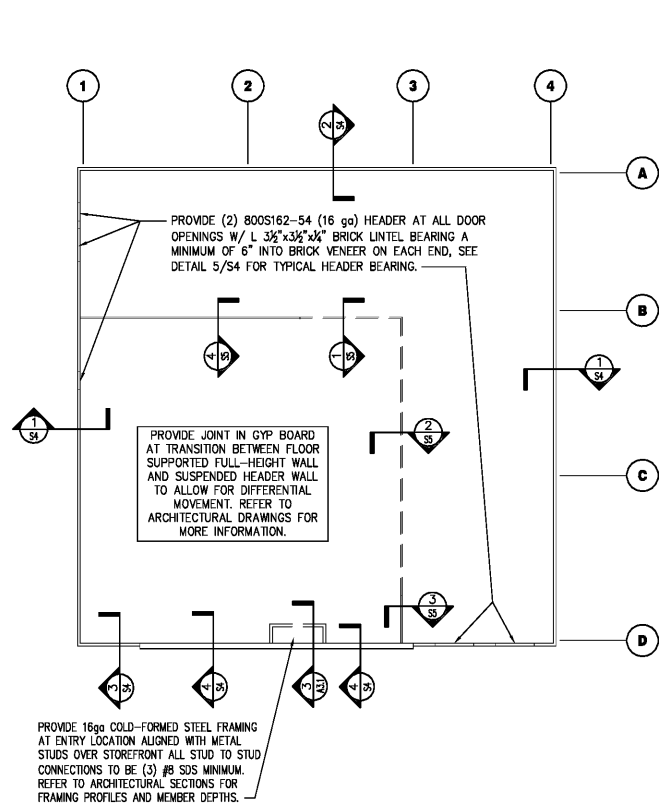 1
2
3
4
2
S4
A
PROVIDE (2) 800S162-54 (16 ga) HEADER AT ALL DOOR
OPENINGS W/ L 3½"x3½"x¼" BRICK LINTEL BEARING A
MINIMUM OF 6" INTO BRICK VENEER ON EACH END, SEE
DETAIL 5/S4 FOR TYPICAL HEADER BEARING.
B
4
S5
1
S5
1
S4
1
S4
2
S5
PROVIDE JOINT IN GYP BOARD
AT TRANSITION BETWEEN FLOOR
SUPPORTED FULL-HEIGHT WALL
AND SUSPENDED HEADER WALL
TO ALLOW FOR DIFFERENTIAL
MOVEMENT. REFER TO
ARCHITECTURAL DRAWINGS FOR
MORE INFORMATION.
C
3
S5
D
3
S4
4
S4
3
A3.1
4
S4
PROVIDE 16ga COLD-FORMED STEEL FRAMING
AT ENTRY LOCATION ALIGNED WITH METAL
STUDS OVER STOREFRONT ALL STUD TO STUD
CONNECTIONS TO BE (3) #8 SDS MINIMUM.
REFER TO ARCHITECTURAL SECTIONS FOR
FRAMING PROFILES AND MEMBER DEPTHS.